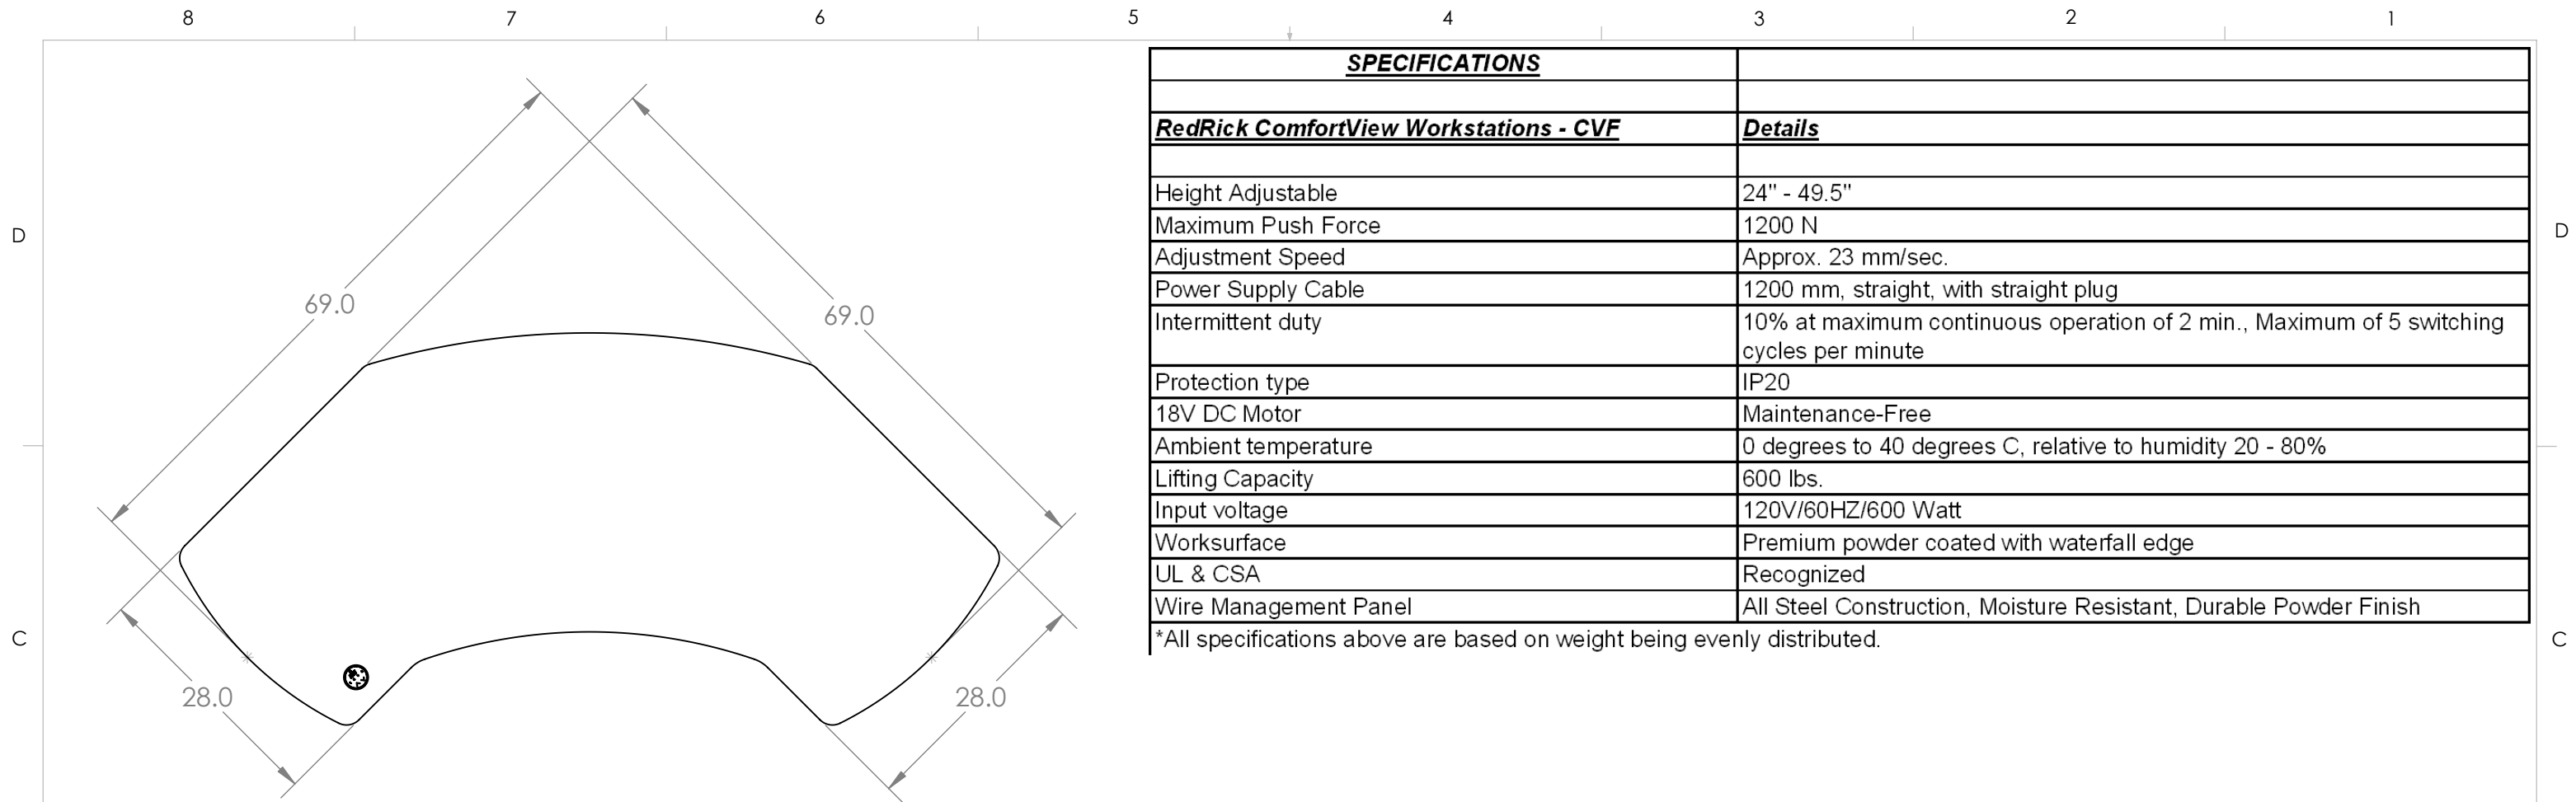 8 7 6 5 4 3 2 1
SPECIFICATIONS
RedRick ComfortView Workstations - CVF Details
Height Adjustable 24" - 49.5"
D Maximum Push Force 1200 N D
Adjustment Speed Approx. 23 mm/sec.
Power Supply Cable 1200 mm, straight, with straight plug
69.0 69.0
Intermittent duty 10% at maximum continuous operation of 2 min., Maximum of 5 switching
cycles per minute
Protection type IP20
18V DC Motor Maintenance-Free
Ambient temperature 0 degrees to 40 degrees C, relative to humidity 20 - 80%
Lifting Capacity 600 lbs.
Input voltage 120V/60HZ/600 Watt
Worksurface Premium powder coated with waterfall edge
UL & CSA Recognized
Wire Management Panel All Steel Construction, Moisture Resistant, Durable Powder Finish
C *All specifications above are based on weight being evenly distributed. C
28.0 28.0